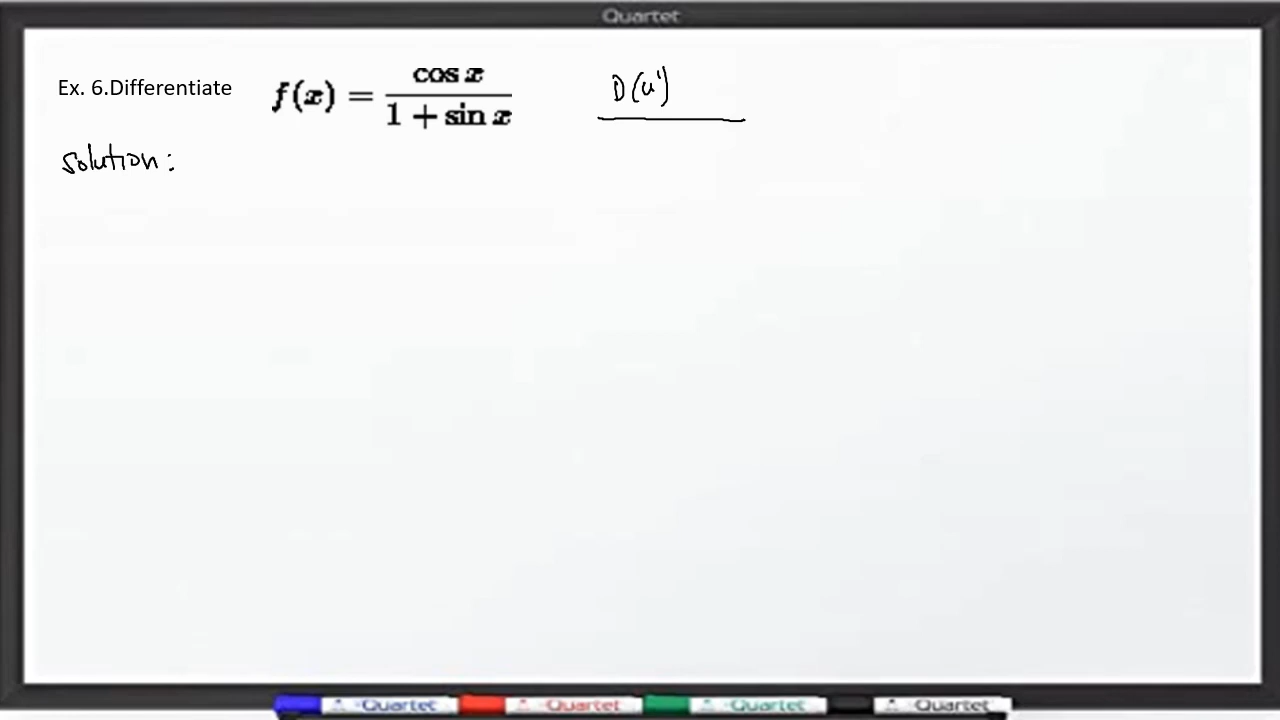 Quartet
Ex. 6.Differentiate f(x) = cos x / 1 + sin x D(u')
Solution:
Quartet Quartet Quartet Quartet